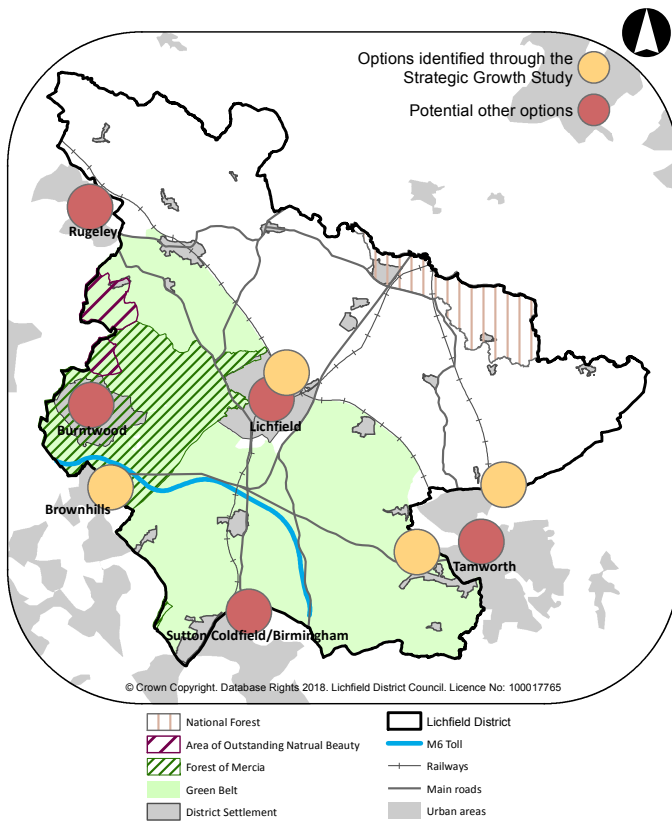 Options identified through the
Strategic Growth Study
Potential other options
Rugeley
Lichfield
Burntwood
Brownhills
Tamworth
Sutton Coldfield/Birmingham
© Crown Copyright. Database Rights 2018. Lichfield District Council. Licence No: 100017765
National Forest
Area of Outstanding Natrual Beauty
Forest of Mercia
Green Belt
District Settlement
Lichfield District
M6 Toll
Railways
Main roads
Urban areas